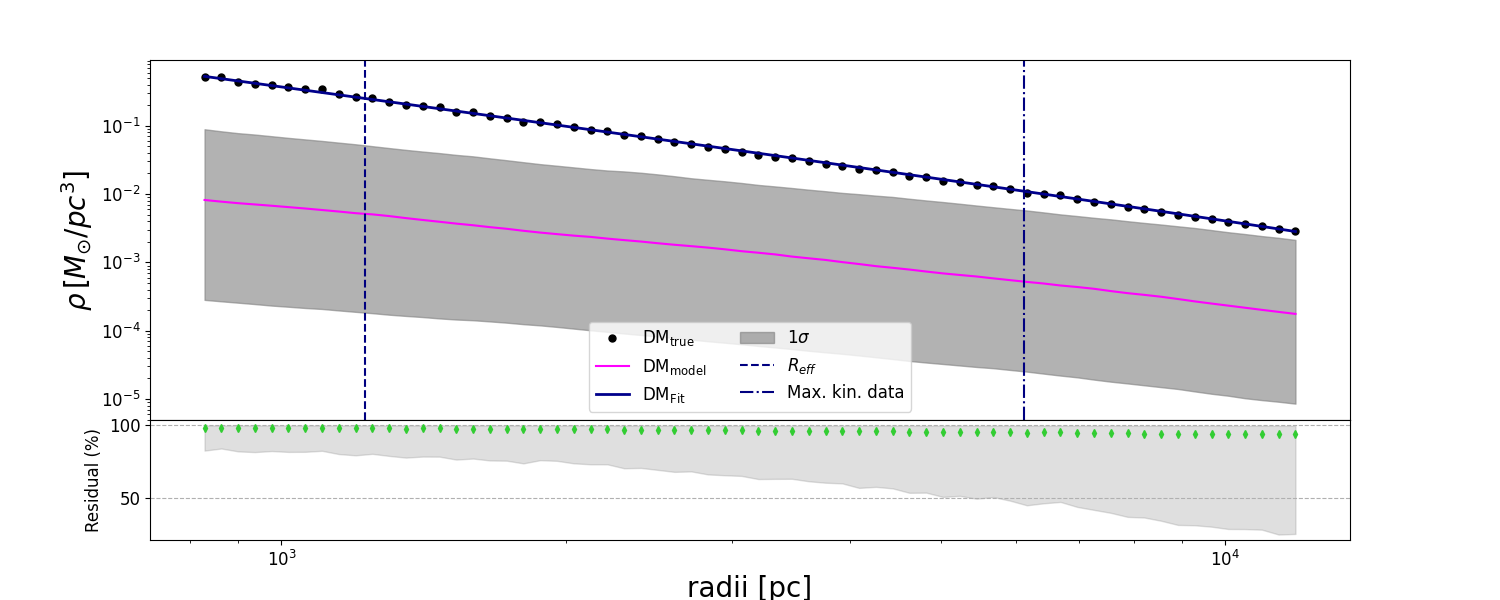 ρ [M⊙/pc³]
10⁻¹
10⁻²
10⁻³
10⁻⁴
10⁻⁵
DM_true
DM_model
DM_Fit
1σ
R_eff
Max. kin. data
Residual (%)
100
50
10³
10⁴
radii [pc]